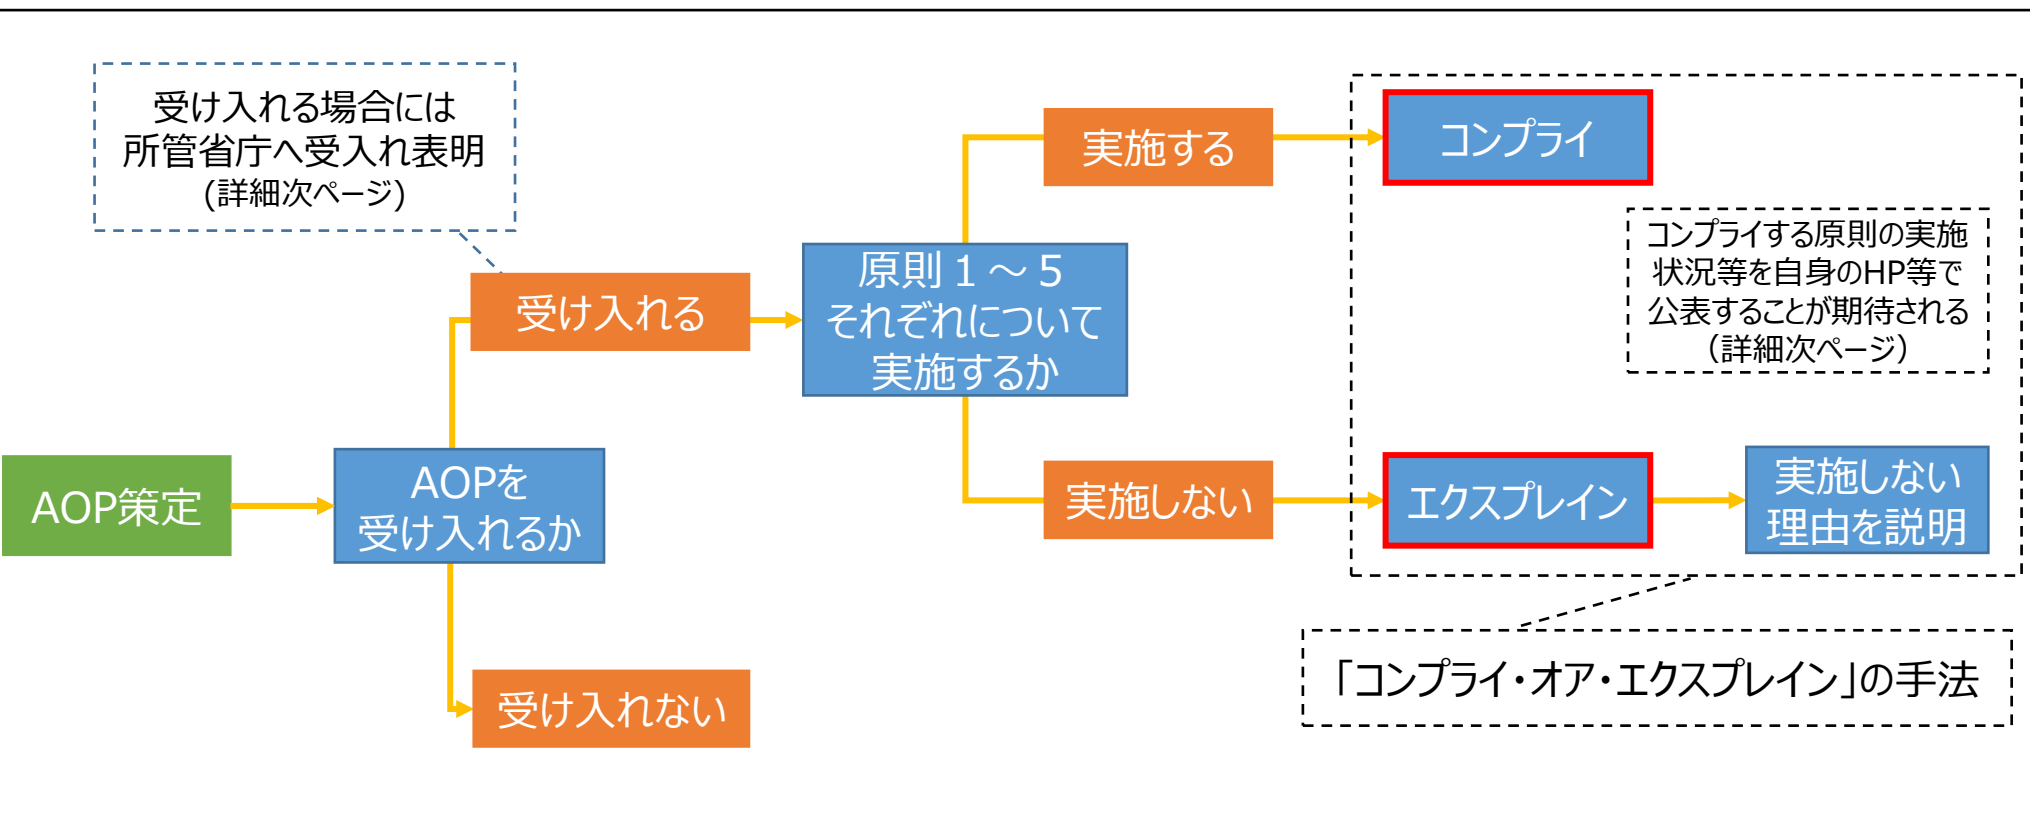 受け入れる場合には
所管省庁へ受入れ表明
(詳細次ページ)
実施する
コンプライ
コンプライする原則の実施
状況等を自身のHP等で
公表することが期待される
（詳細次ページ）
受け入れる
原則１～５
それぞれについて
実施するか
AOP策定
AOPを
受け入れるか
実施しない
エクスプレイン
実施しない
理由を説明
受け入れない
「コンプライ・オア・エクスプレイン」の手法